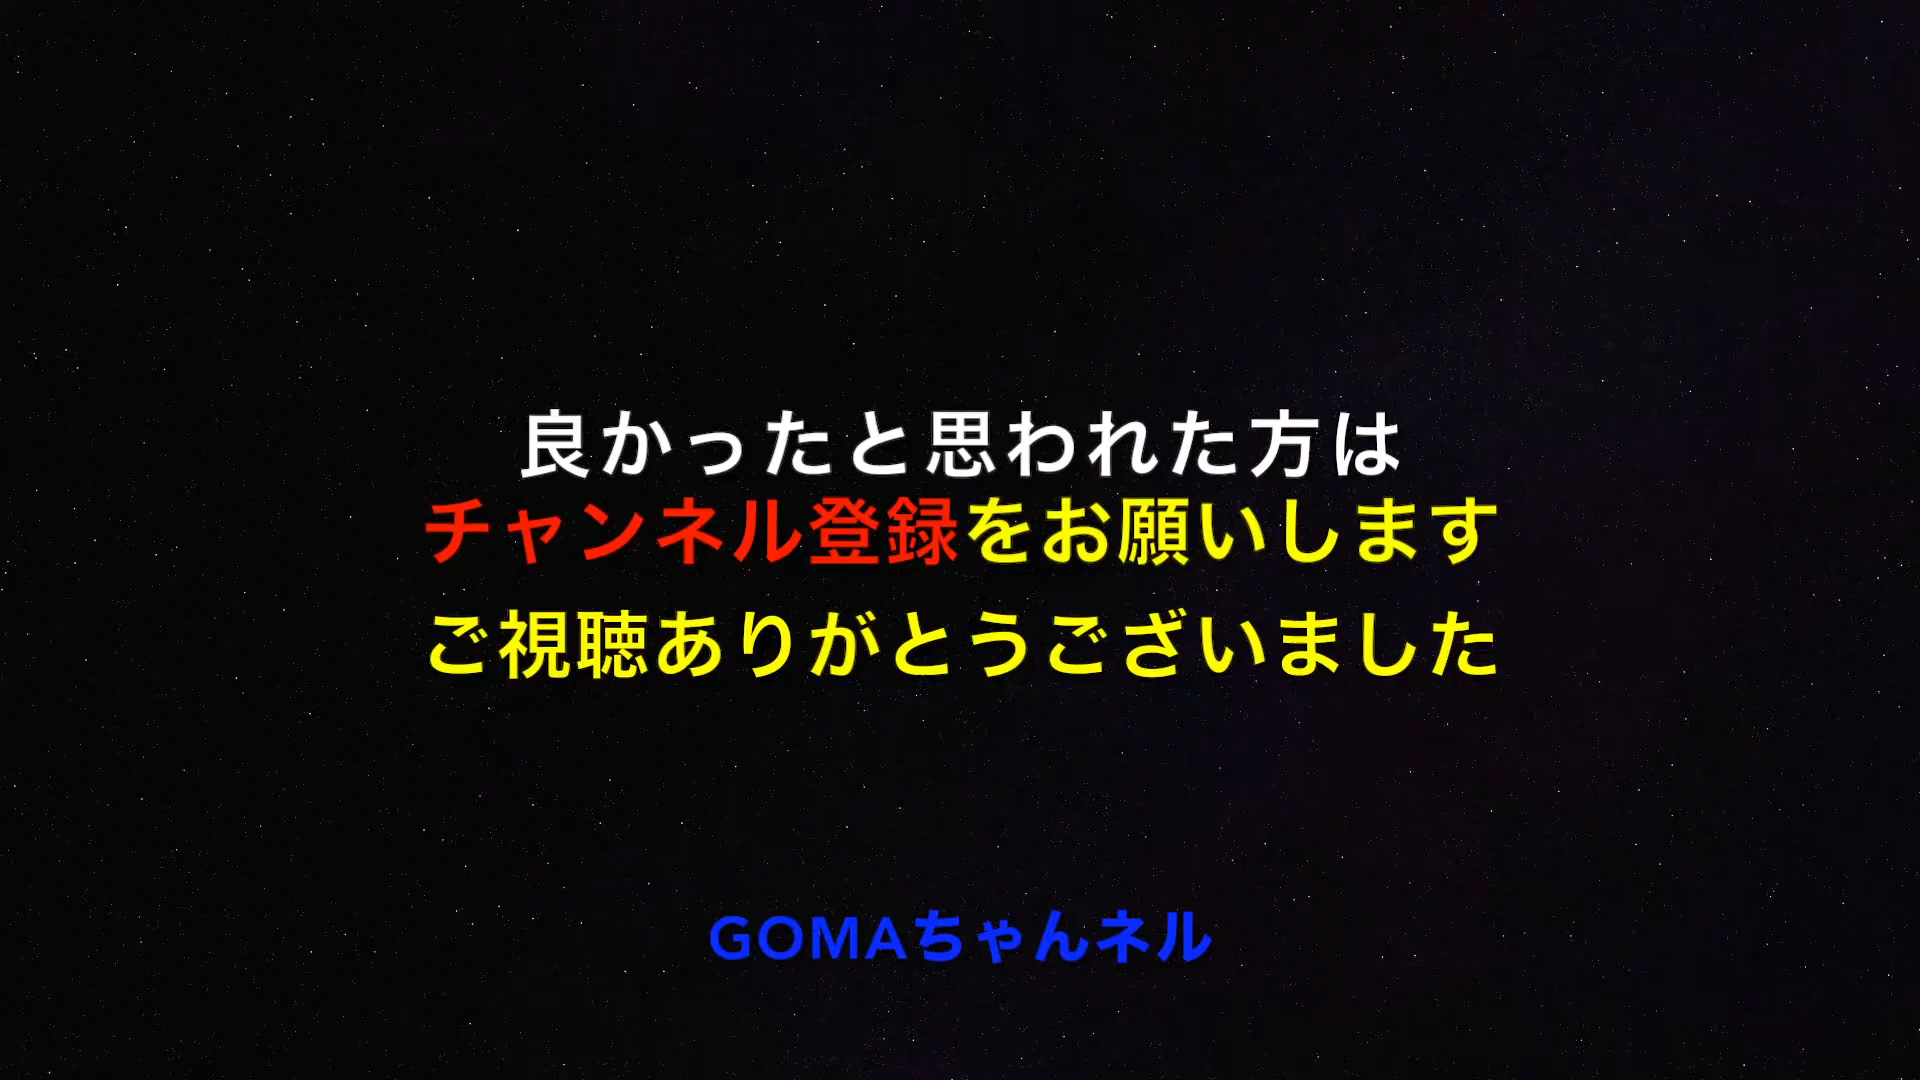 良かったと思われた方は
チャンネル登録をお願いします
ご視聴ありがとうございました
GOMAちゃんネル